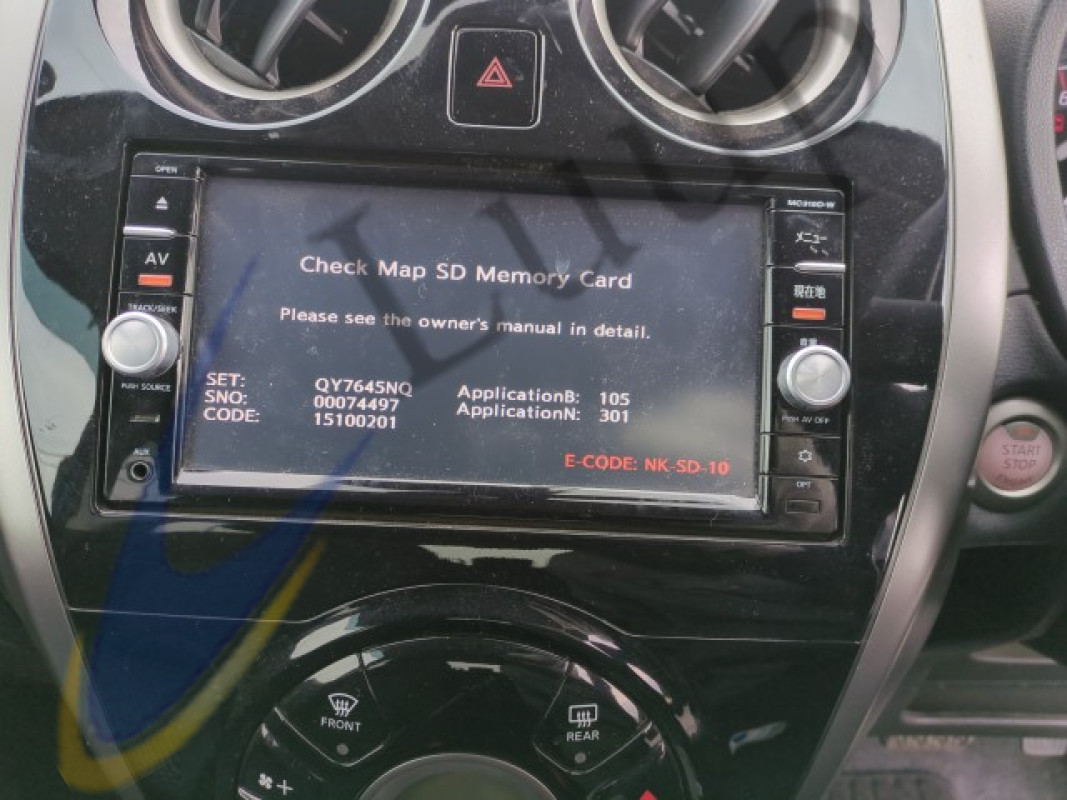 OPEN
MC315D-W
AV
メニュー
TRACK/SEEK
現在地
PUSH SOURCE
PUSH AV OFF
AUX
OPT
Check Map SD Memory Card
Please see the owner's manual in detail.
SET: QY7645NQ ApplicationB: 105
SNO: 00074497 ApplicationN: 301
CODE: 15100201
E-CODE: NK-SD-10
START
STOP
FRONT
REAR